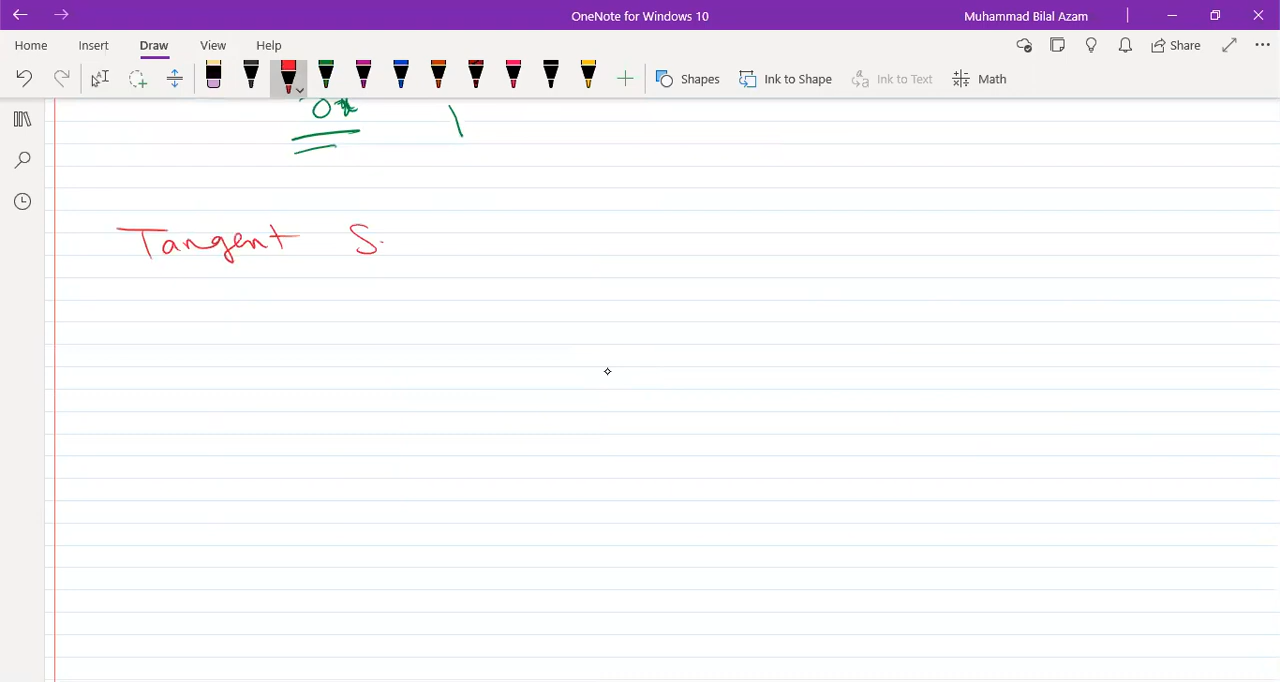 OneNote for Windows 10
Muhammad Bilal Azam
Home Insert Draw View Help
Share
Shapes Ink to Shape Ink to Text Math
Tangent S